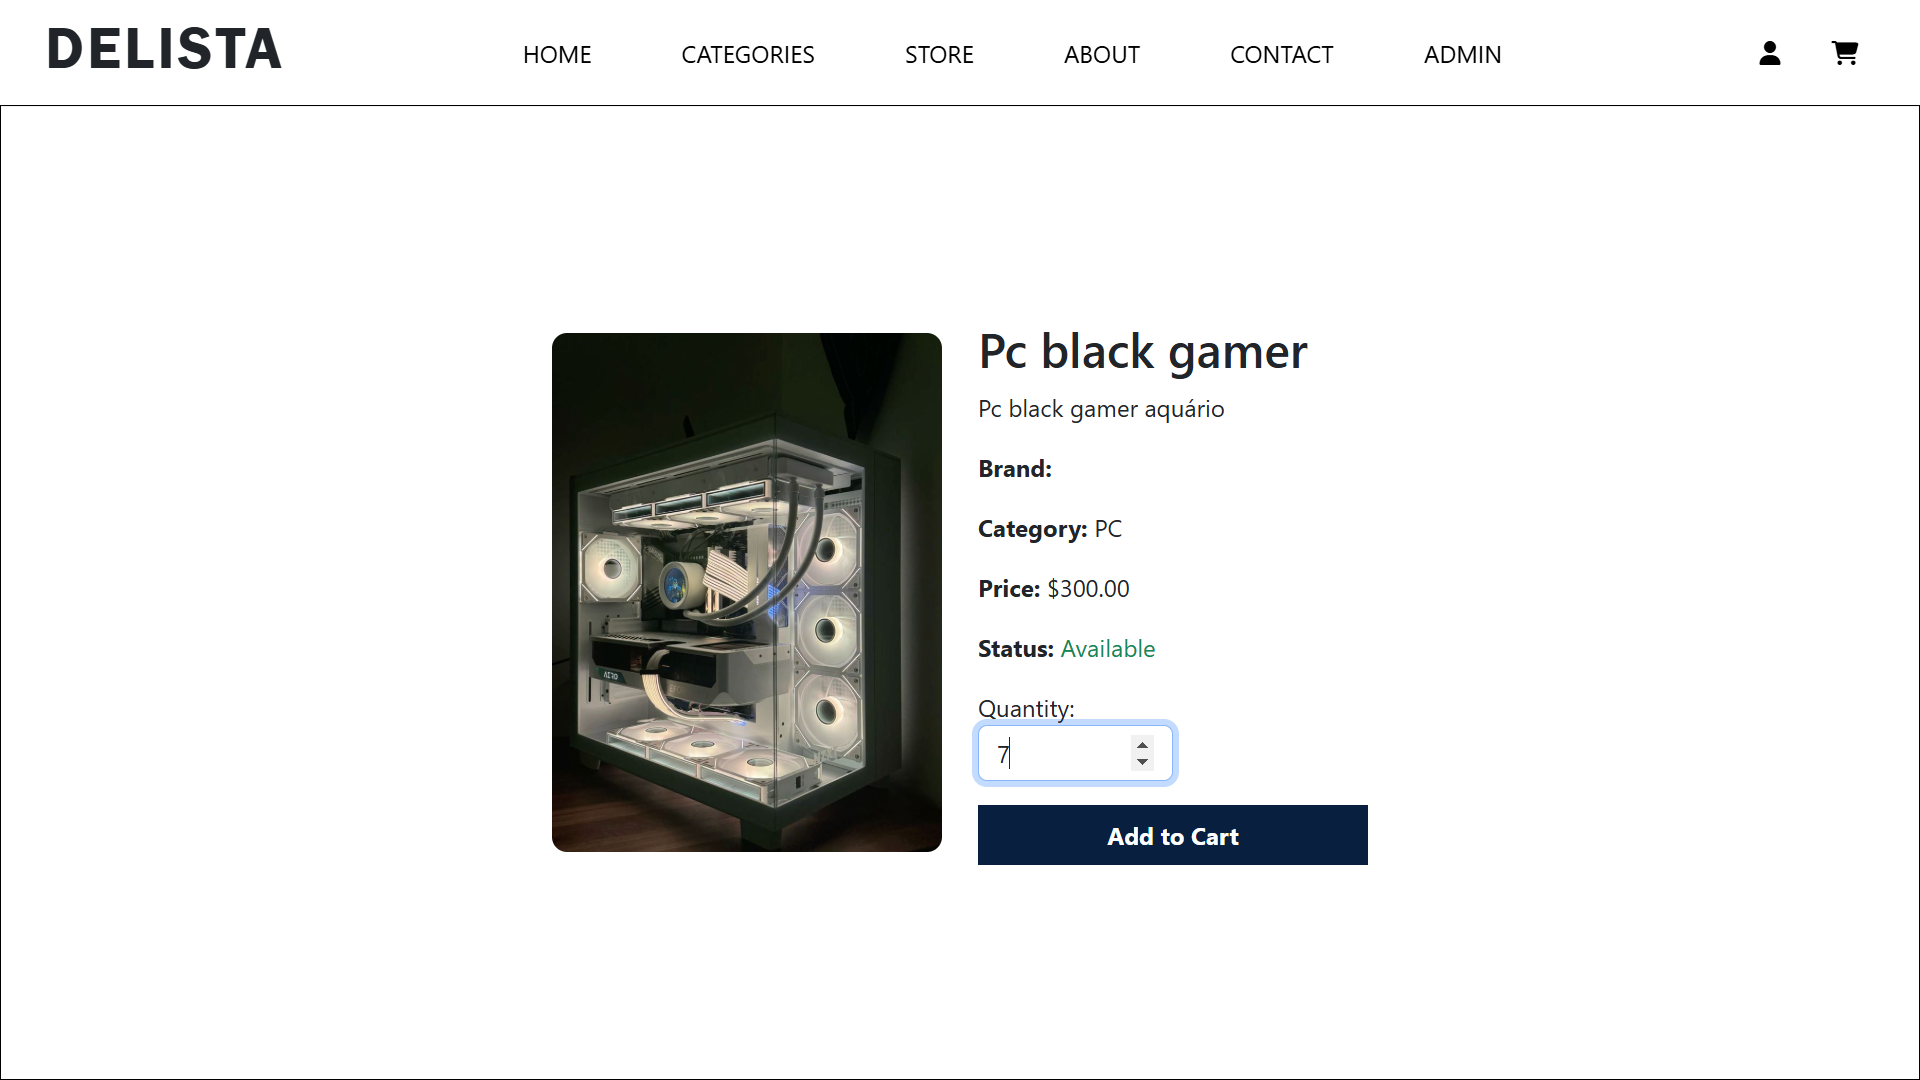 DELISTA
HOME CATEGORIES STORE ABOUT CONTACT ADMIN
Pc black gamer
Pc black gamer aquário
Brand:
Category: PC
Price: $300.00
Status: Available
Quantity:
7
Add to Cart
AERO